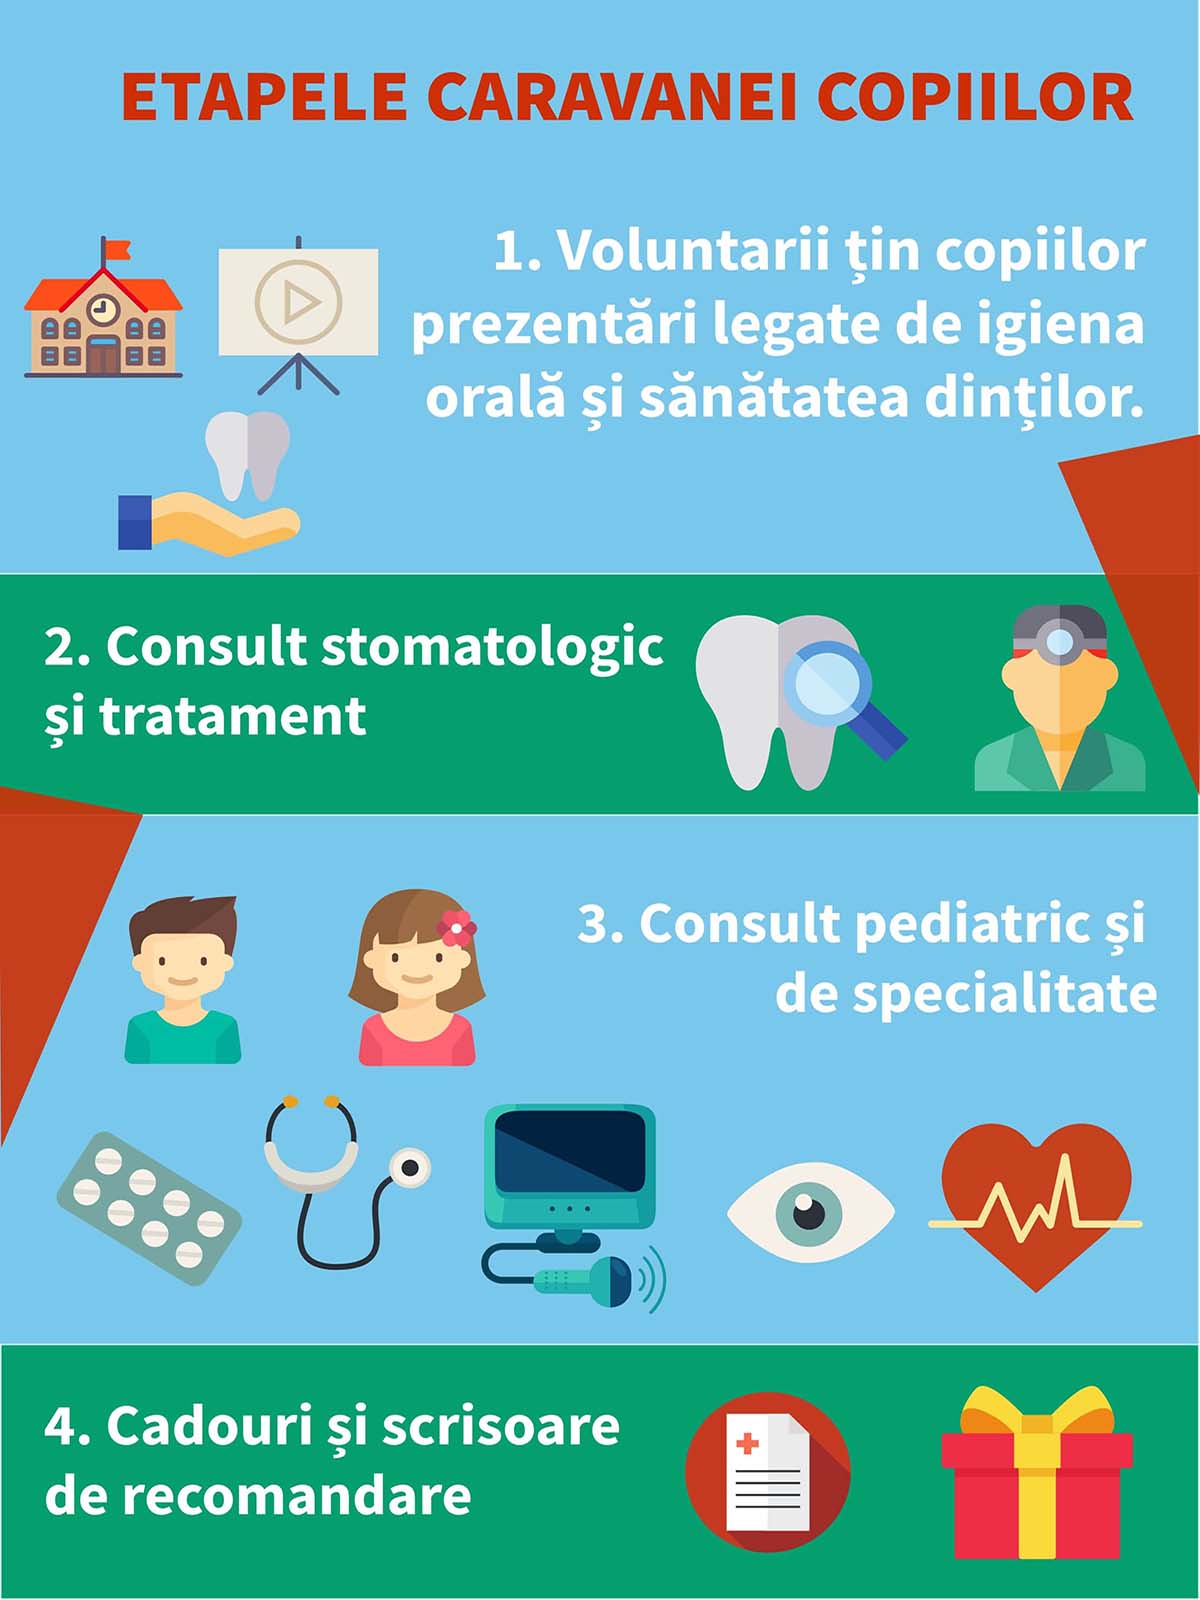 ETAPELE CARAVANEI COPIILOR
1. Voluntarii țin copiilor
prezentări legate de igiena
orală și sănătatea dinților.
2. Consult stomatologic
și tratament
3. Consult pediatric și
de specialitate
4. Cadouri și scrisoare
de recomandare